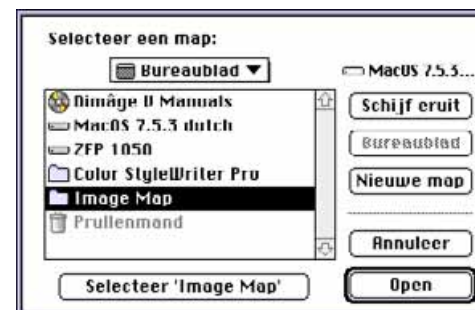 Selecteer een map:
Bureaublad
MacOS 7.5.3...
Dimâge V Manuals
MacOS 7.5.3 dutch
ZFP 1050
Color StyleWriter Pro
Image Map
Prullenmand
Schijf eruit
Bureaublad
Nieuwe map
Annuleer
Selecteer 'Image Map'
Open